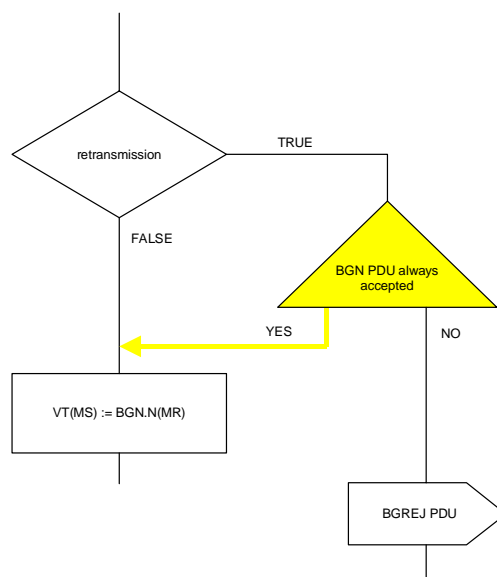 retransmission
TRUE
FALSE
BGN PDU always
accepted
YES
NO
VT(MS) := BGN.N(MR)
BGREJ PDU